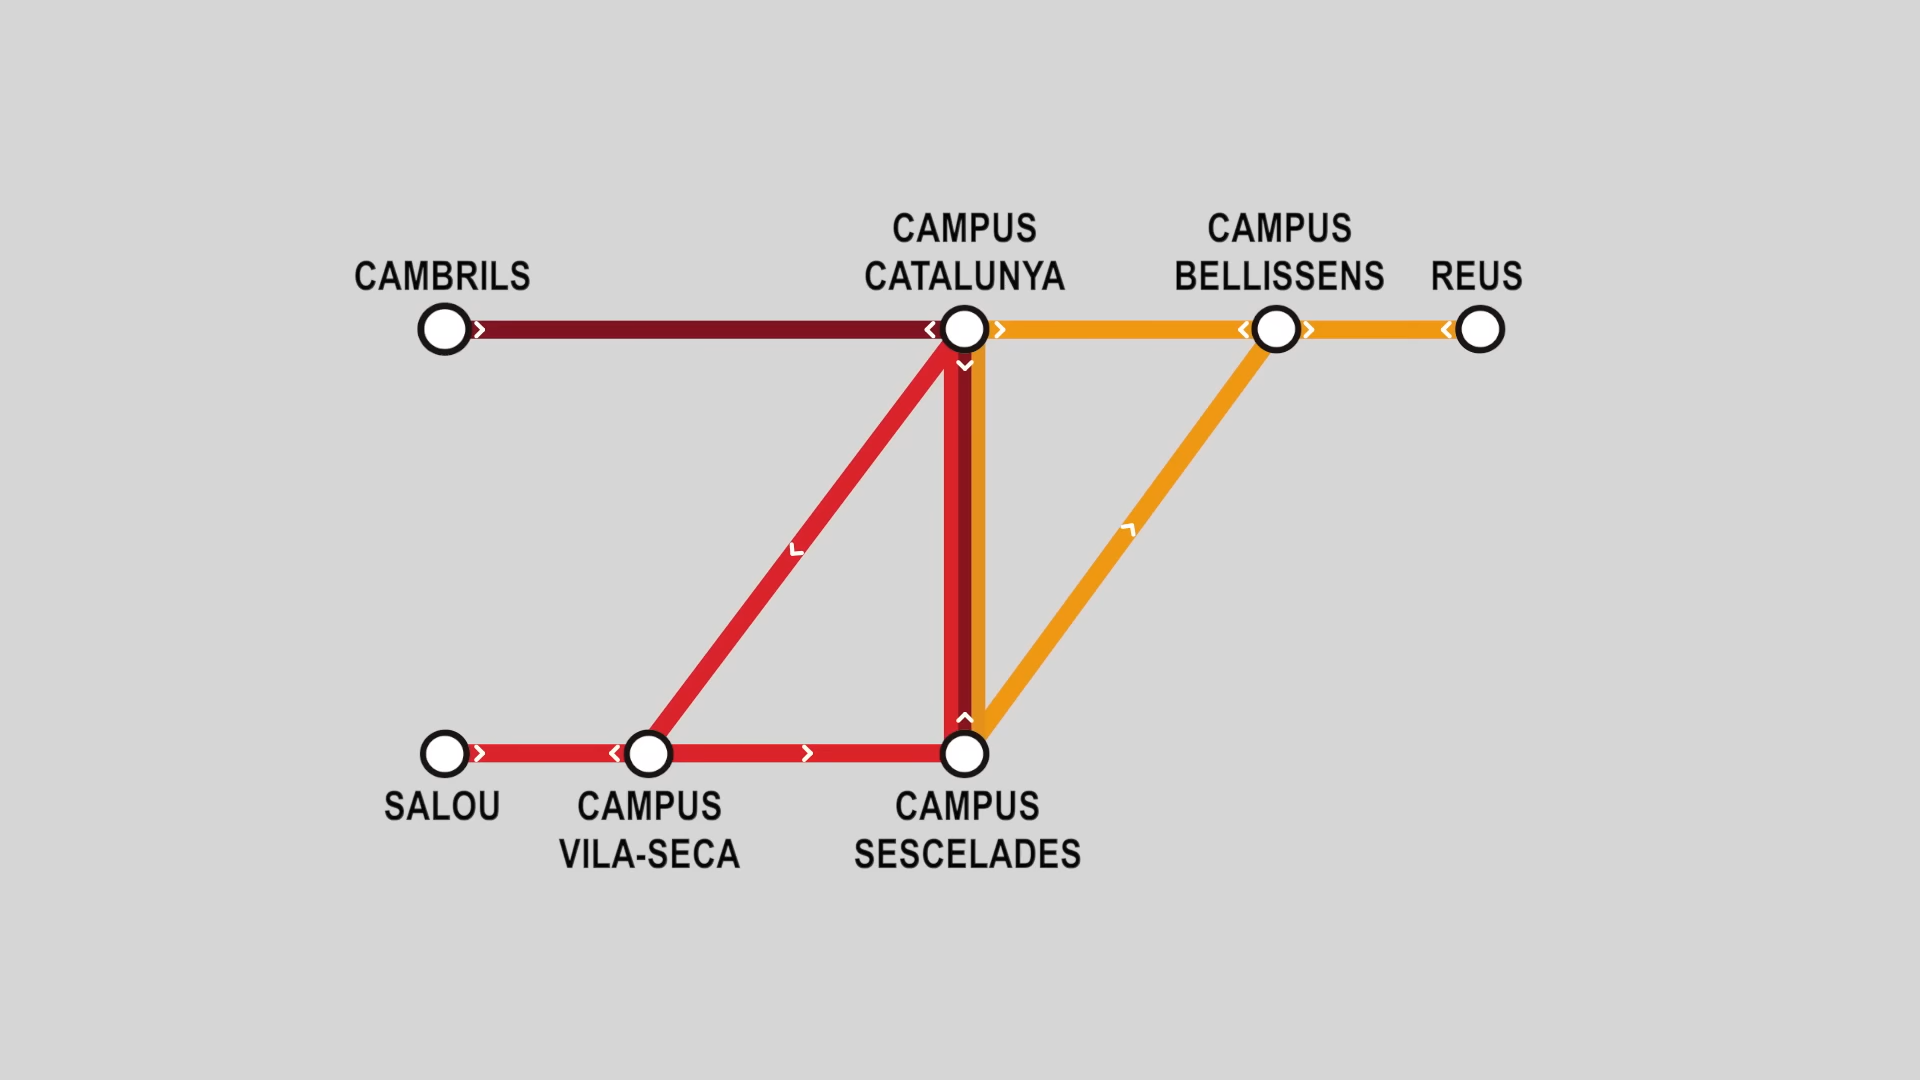 CAMBRILS
CAMPUS
CATALUNYA
CAMPUS
BELLISSENS
REUS
SALOU
CAMPUS
VILA-SECA
CAMPUS
SESCELADES